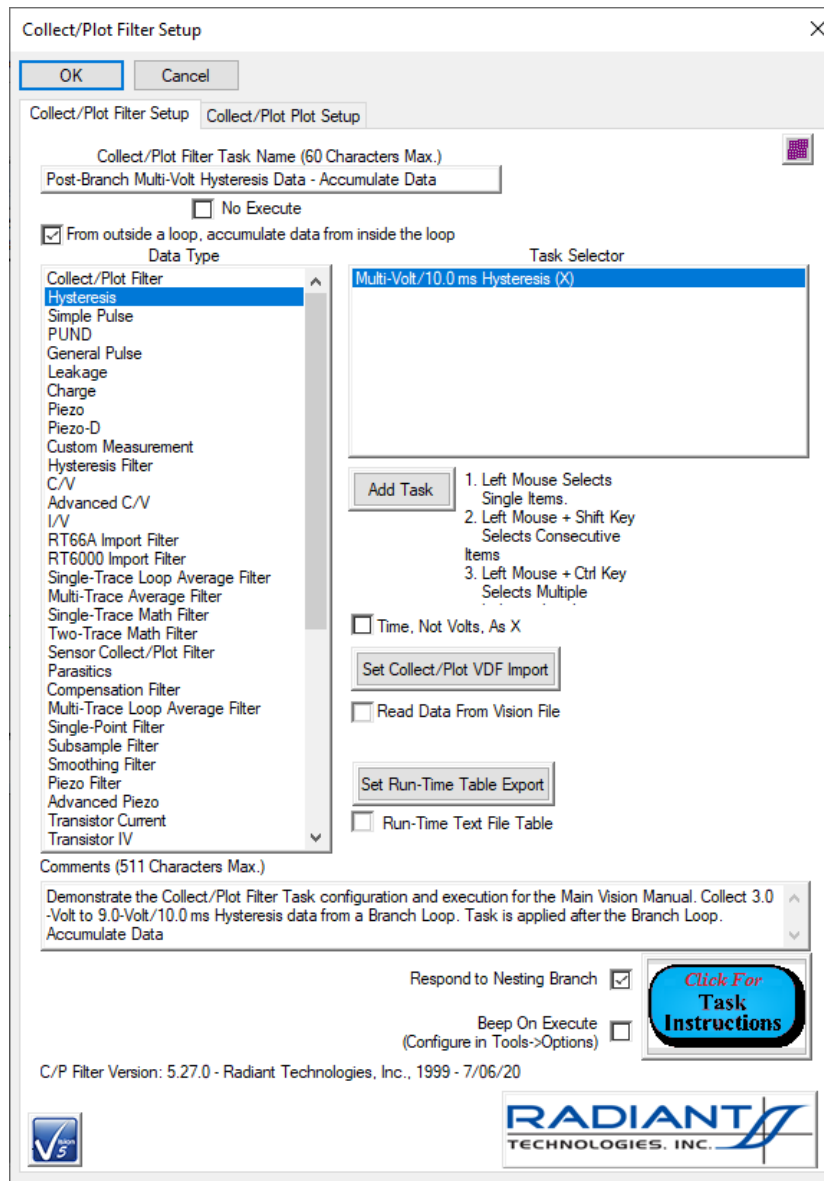 Collect/Plot Filter Setup
OK
Cancel
Collect/Plot Filter Setup
Collect/Plot Plot Setup
Collect/Plot Filter Task Name (60 Characters Max.)
Post-Branch Multi-Volt Hysteresis Data - Accumulate Data
No Execute
From outside a loop, accumulate data from inside the loop
Data Type
Collect/Plot Filter
Hysteresis
Simple Pulse
PUND
General Pulse
Leakage
Charge
Piezo
Piezo-D
Custom Measurement
Hysteresis Filter
C/V
Advanced C/V
I/V
RT66A Import Filter
RT6000 Import Filter
Single-Trace Loop Average Filter
Multi-Trace Average Filter
Single-Trace Math Filter
Two-Trace Math Filter
Sensor Collect/Plot Filter
Parasitics
Compensation Filter
Multi-Trace Loop Average Filter
Single-Point Filter
Subsample Filter
Smoothing Filter
Piezo Filter
Advanced Piezo
Transistor Current
Transistor IV
Task Selector
Multi-Volt/10.0 ms Hysteresis (X)
Add Task
1. Left Mouse Selects
Single Items.
2. Left Mouse + Shift Key
Selects Consecutive
Items
3. Left Mouse + Ctrl Key
Selects Multiple
Time, Not Volts, As X
Set Collect/Plot VDF Import
Read Data From Vision File
Set Run-Time Table Export
Run-Time Text File Table
Comments (511 Characters Max.)
Demonstrate the Collect/Plot Filter Task configuration and execution for the Main Vision Manual. Collect 3.0
-Volt to 9.0-Volt/10.0 ms Hysteresis data from a Branch Loop. Task is applied after the Branch Loop.
Accumulate Data
Respond to Nesting Branch
Beep On Execute
(Configure in Tools->Options)
Click For
Task
Instructions
C/P Filter Version: 5.27.0 - Radiant Technologies, Inc., 1999 - 7/06/20
Vision
5
RADIANT
TECHNOLOGIES, INC.